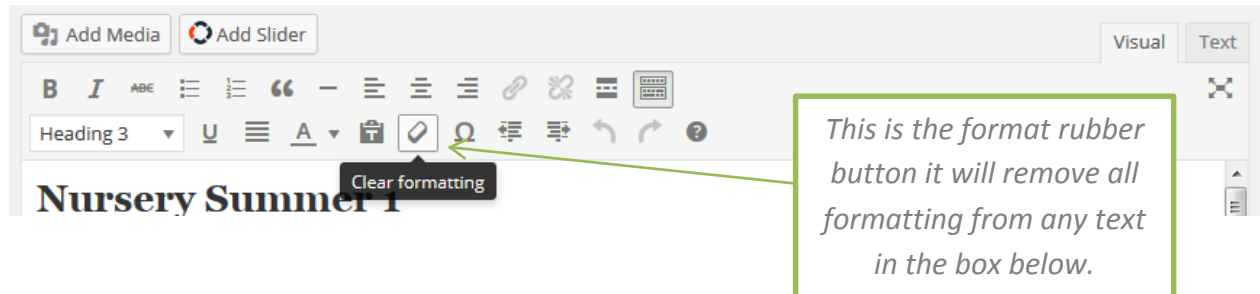 Add Media Add Slider
Visual Text
B I ABC
Heading 3 U A T Ω ?
Clear formatting
Nursery Summer 1
This is the format rubber
button it will remove all
formatting from any text
in the box below.